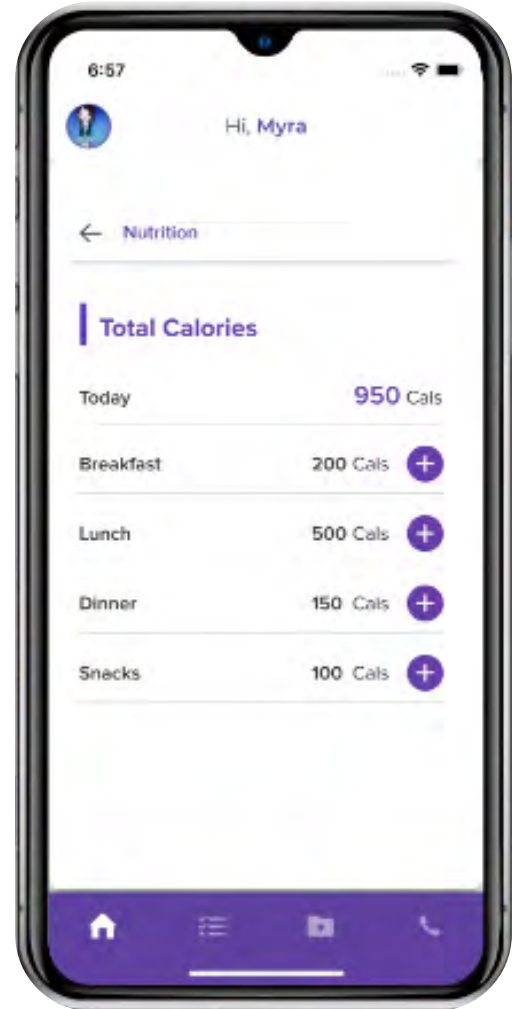 6:57
Hi, Myra
Nutrition
Total Calories
Today 950 Cals
Breakfast 200 Cals
Lunch 500 Cals
Dinner 150 Cals
Snacks 100 Cals